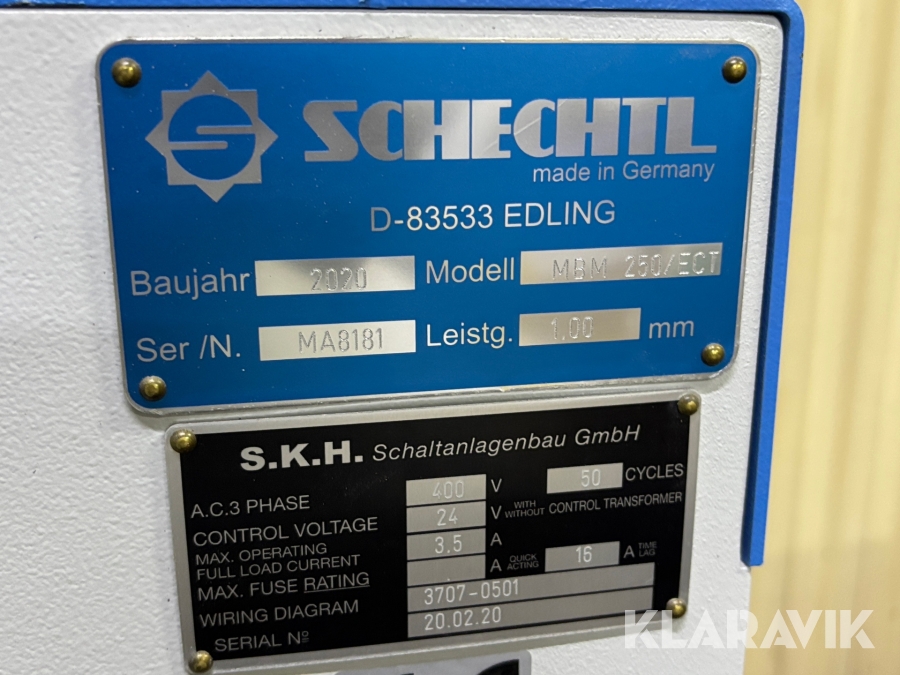 S SCHECHTL
made in Germany
D-83533 EDLING
Baujahr 2020 Modell MBM 250/ECT
Ser /N. MA8181 Leistg. 1,00 mm
S.K.H. Schaltanlagenbau GmbH
A.C.3 PHASE 400 V 50 CYCLES
CONTROL VOLTAGE 24 V WITH WITHOUT CONTROL TRANSFORMER
MAX. OPERATING FULL LOAD CURRENT 3,5 A
MAX. FUSE RATING A QUICK ACTING 16 A TIME LAG
WIRING DIAGRAM 3707-0501
SERIAL Nº 20.02.20
KLARAVIK